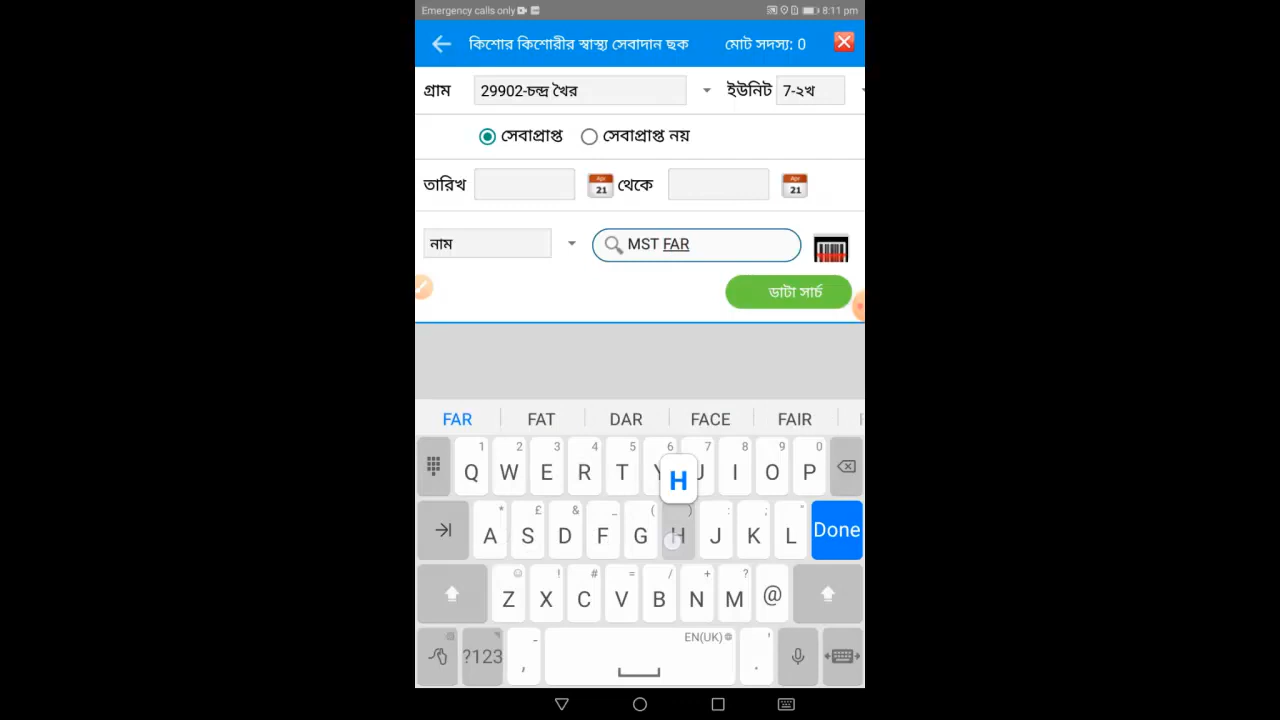 Emergency calls only 8:11 pm
কিশোর কিশোরীর স্বাস্থ্য সেবাদান ছক মোট সদস্য: 0
গ্রাম 29902-চন্দ্র খৈর ইউনিট 7-২খ
সেবাপ্রাপ্ত সেবাপ্রাপ্ত নয়
তারিখ Apr 21 থেকে Apr 21
নাম MST FAR
ডাটা সার্চ
FAR FAT DAR FACE FAIR
1 2 3 4 5 6 7 8 9 0
Q W E R T Y U I O P
H
* £ & _ ( ) : ; "
A S D F G H J K L Done
! # = / + ?
Z X C V B N M @
EN(UK)
?123 , - . '